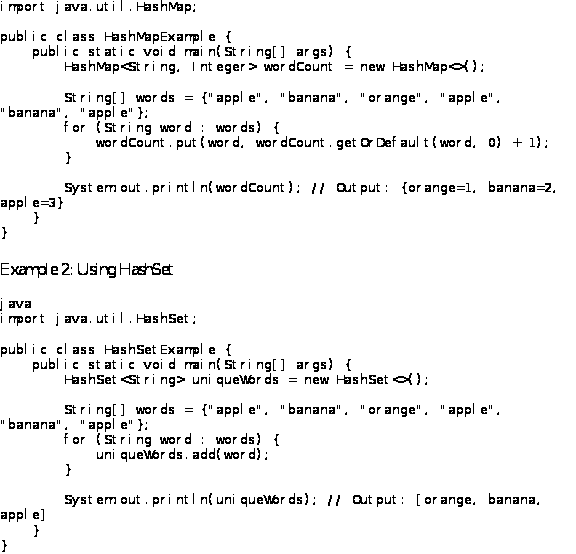 import java.util.HashMap;
public class HashMapExample {
public static void main(String[] args) {
HashMap<String, Integer> wordCount = new HashMap<>();
String[] words = {"apple", "banana", "orange", "apple",
"banana", "apple"};
for (String word : words) {
wordCount.put(word, wordCount.getOrDefault(word, 0) + 1);
}
System.out.println(wordCount); // Output: {orange=1, banana=2,
apple=3}
}
}
Example 2: Using HashSet
java
import java.util.HashSet;
public class HashSetExample {
public static void main(String[] args) {
HashSet<String> uniqueWords = new HashSet<>();
String[] words = {"apple", "banana", "orange", "apple",
"banana", "apple"};
for (String word : words) {
uniqueWords.add(word);
}
System.out.println(uniqueWords); // Output: [orange, banana,
apple]
}
}